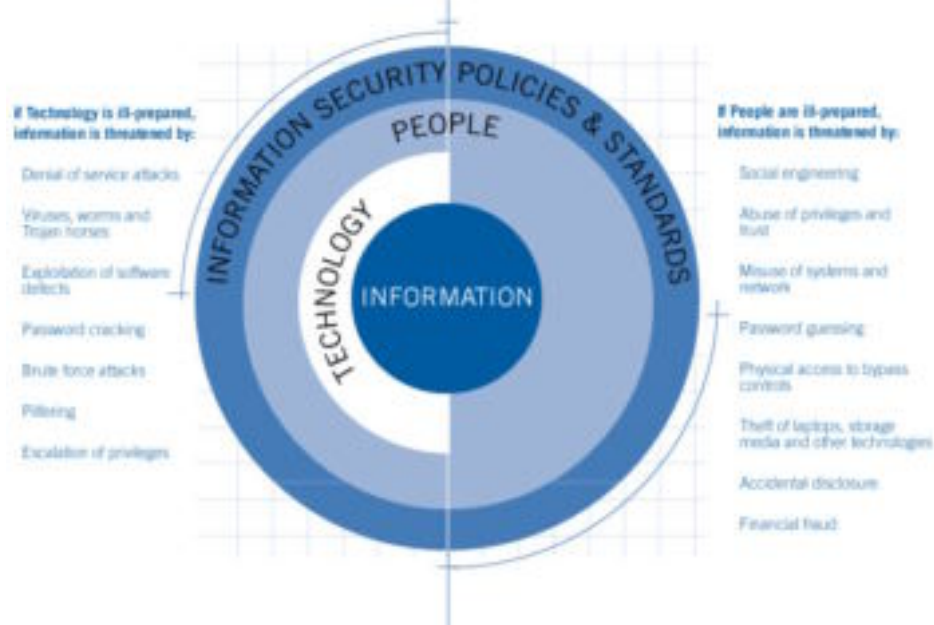 INFORMATION SECURITY POLICIES & STANDARDS
PEOPLE
TECHNOLOGY
INFORMATION
If Technology is ill-prepared,
information is threatened by:
Denial of service attacks
Viruses, worms and
Trojan horses
Exploitation of software
defects
Password cracking
Brute force attacks
Pilfering
Escalation of privileges
If People are ill-prepared,
information is threatened by:
Social engineering
Abuse of privileges and
trust
Misuse of systems and
network
Password guessing
Physical access to bypass
controls
Theft of laptops, storage
media and other technologies
Accidental disclosure
Financial fraud